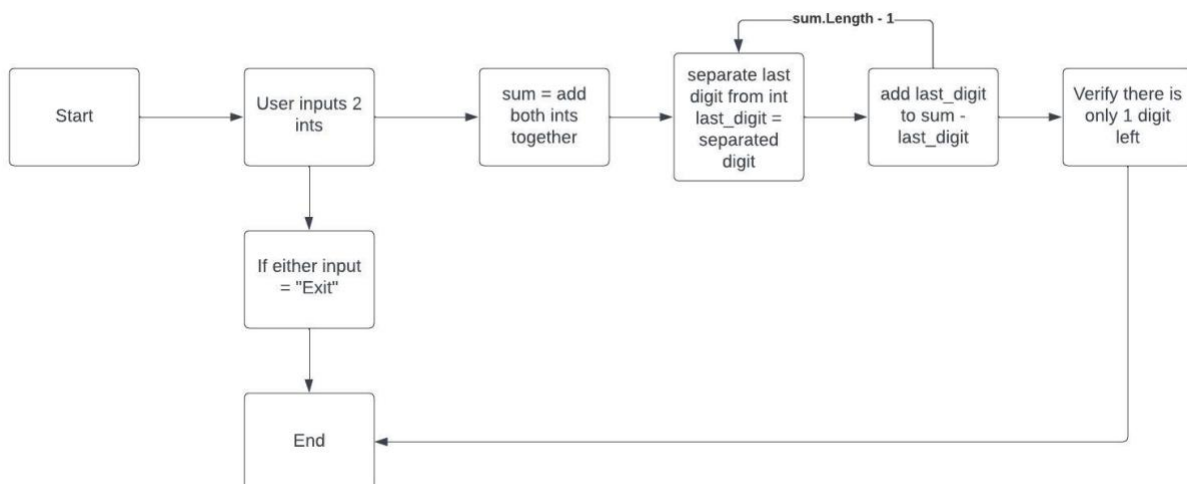 sum.Length - 1
Start
User inputs 2
ints
sum = add
both ints
together
separate last
digit from int
last_digit =
separated
digit
add last_digit
to sum -
last_digit
Verify there is
only 1 digit
left
If either input
= "Exit"
End